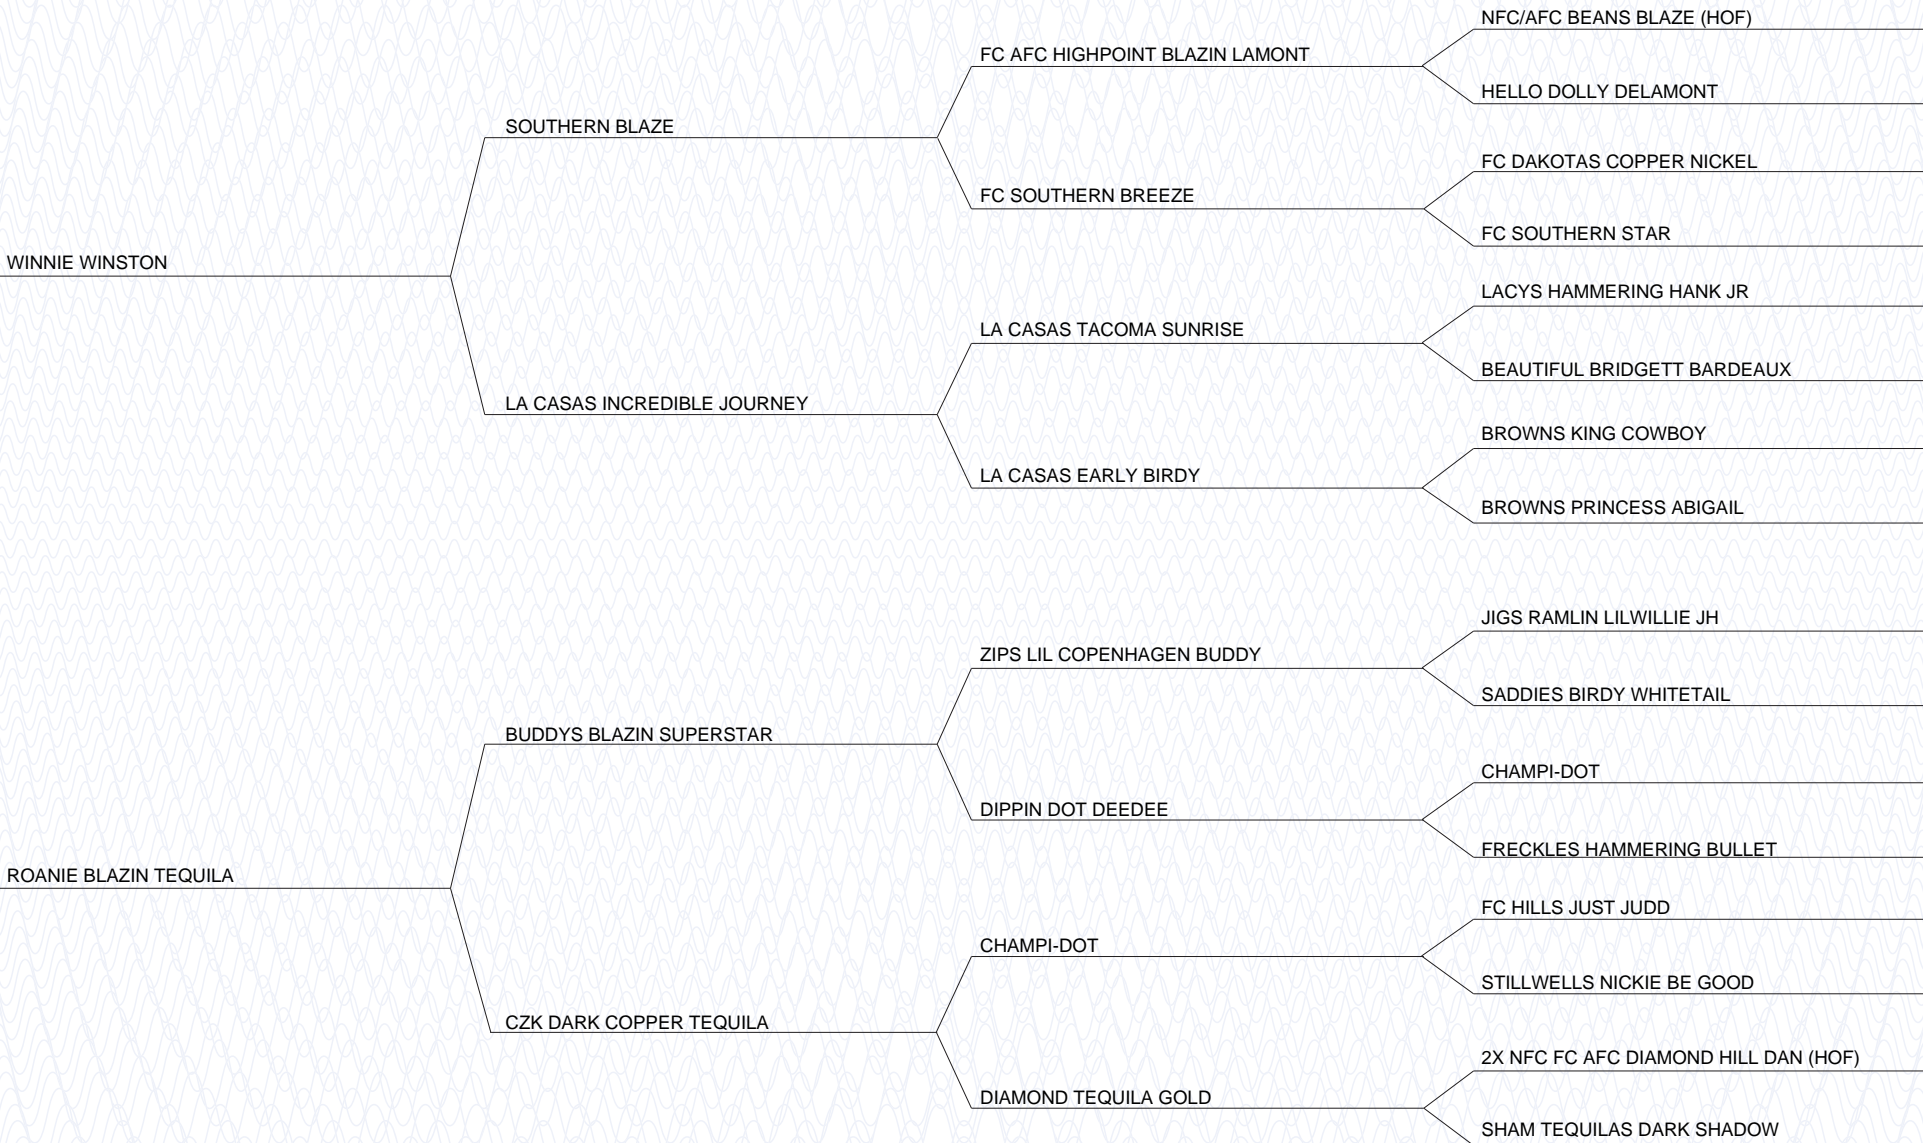 NFC/AFC BEANS BLAZE (HOF)
FC AFC HIGHPOINT BLAZIN LAMONT
HELLO DOLLY DELAMONT
SOUTHERN BLAZE
FC DAKOTAS COPPER NICKEL
FC SOUTHERN BREEZE
FC SOUTHERN STAR
WINNIE WINSTON
LACYS HAMMERING HANK JR
LA CASAS TACOMA SUNRISE
BEAUTIFUL BRIDGETT BARDEAUX
LA CASAS INCREDIBLE JOURNEY
BROWNS KING COWBOY
LA CASAS EARLY BIRDY
BROWNS PRINCESS ABIGAIL
JIGS RAMLIN LILWILLIE JH
ZIPS LIL COPENHAGEN BUDDY
SADDIES BIRDY WHITETAIL
BUDDYS BLAZIN SUPERSTAR
CHAMPI-DOT
DIPPIN DOT DEEDEE
FRECKLES HAMMERING BULLET
ROANIE BLAZIN TEQUILA
FC HILLS JUST JUDD
CHAMPI-DOT
STILLWELLS NICKIE BE GOOD
CZK DARK COPPER TEQUILA
2X NFC FC AFC DIAMOND HILL DAN (HOF)
DIAMOND TEQUILA GOLD
SHAM TEQUILAS DARK SHADOW